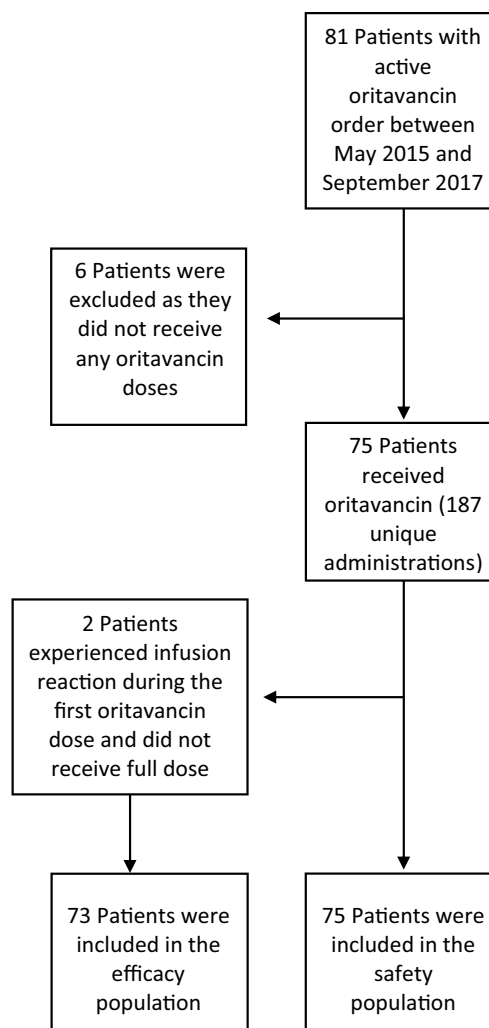 81 Patients with
active
oritavancin
order between
May 2015 and
September 2017
6 Patients were
excluded as they
did not receive
any oritavancin
doses
75 Patients
received
oritavancin (187
unique
administrations)
2 Patients
experienced infusion
reaction during the
first oritavancin
dose and did not
receive full dose
73 Patients were
included in the
efficacy
population
75 Patients were
included in the
safety
population